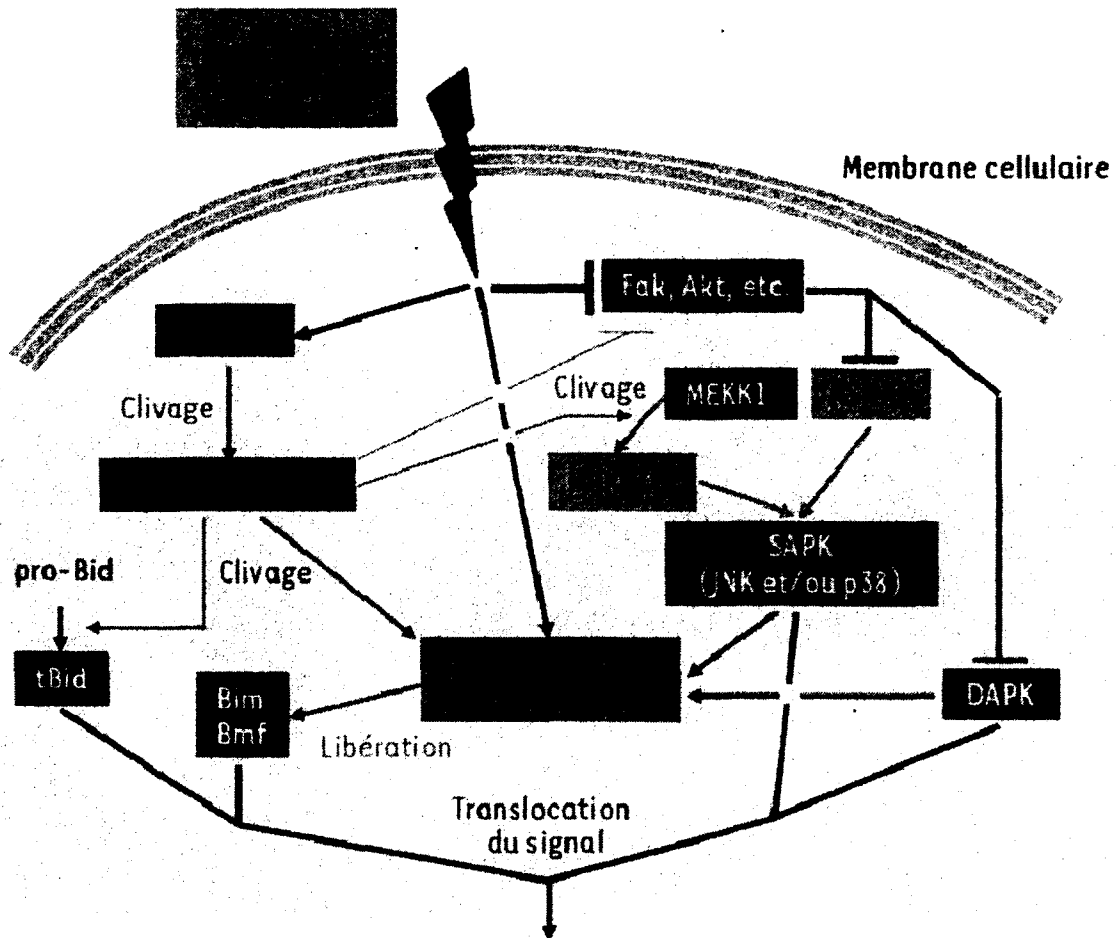 Membrane cellulaire
Fak, Akt, etc.
Clivage
Clivage
MEKK1
SAPK
(JNK et/ou p38)
pro-Bid
Clivage
tBid
Bim
Bmf
DAPK
Libération
Translocation
du signal